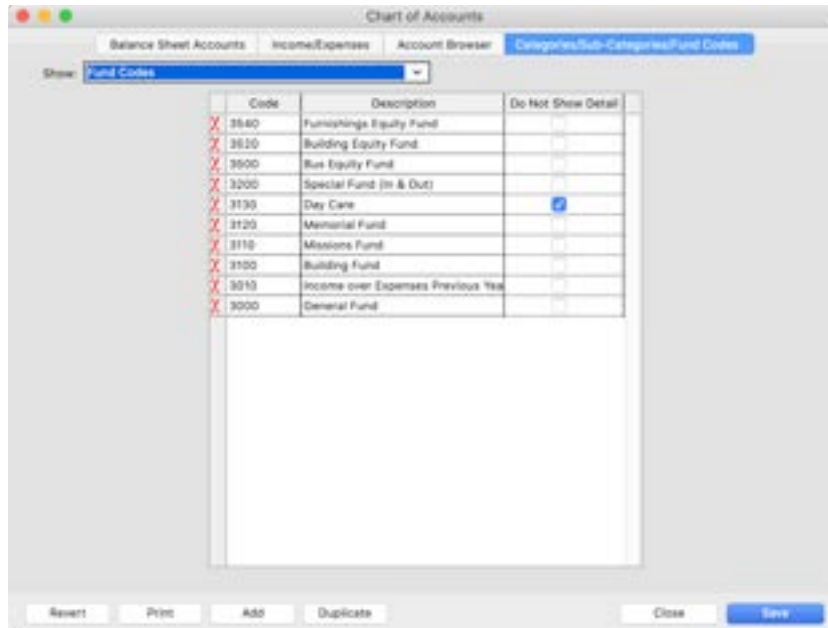 Chart of Accounts
Balance Sheet Accounts Income/Expenses Account Browser Categories/Sub-Categories/Fund Codes
Show: Fund Codes
Code Description Do Not Show Detail
3540 Furnishings Equity Fund
3520 Building Equity Fund
3500 Bus Equity Fund
3200 Special Fund (In & Out)
3130 Day Care
3120 Memorial Fund
3110 Missions Fund
3100 Building Fund
3010 Income over Expenses Previous Yea
3000 General Fund
Revert Print Add Duplicate Close Save